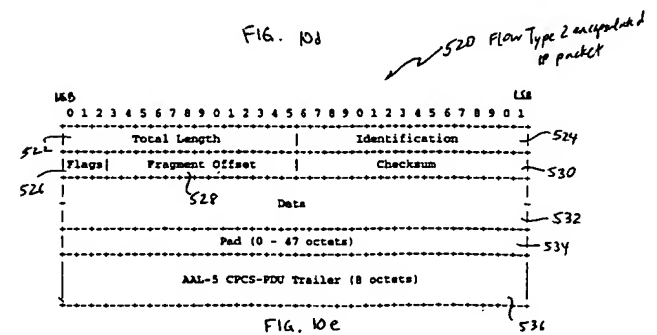 FIG. 10d
520 Flow Type 2 encapsulated
IP packet
MSB LSB
0 1 2 3 4 5 6 7 8 9 0 1 2 3 4 5 6 7 8 9 0 1 2 3 4 5 6 7 8 9 0 1
522 Total Length Identification 524
526 Flags Fragment Offset Checksum 530
528
Data
532
Pad (0 - 47 octets) 534
AAL-5 CPCS-PDU Trailer (8 octets)
536
FIG. 10e